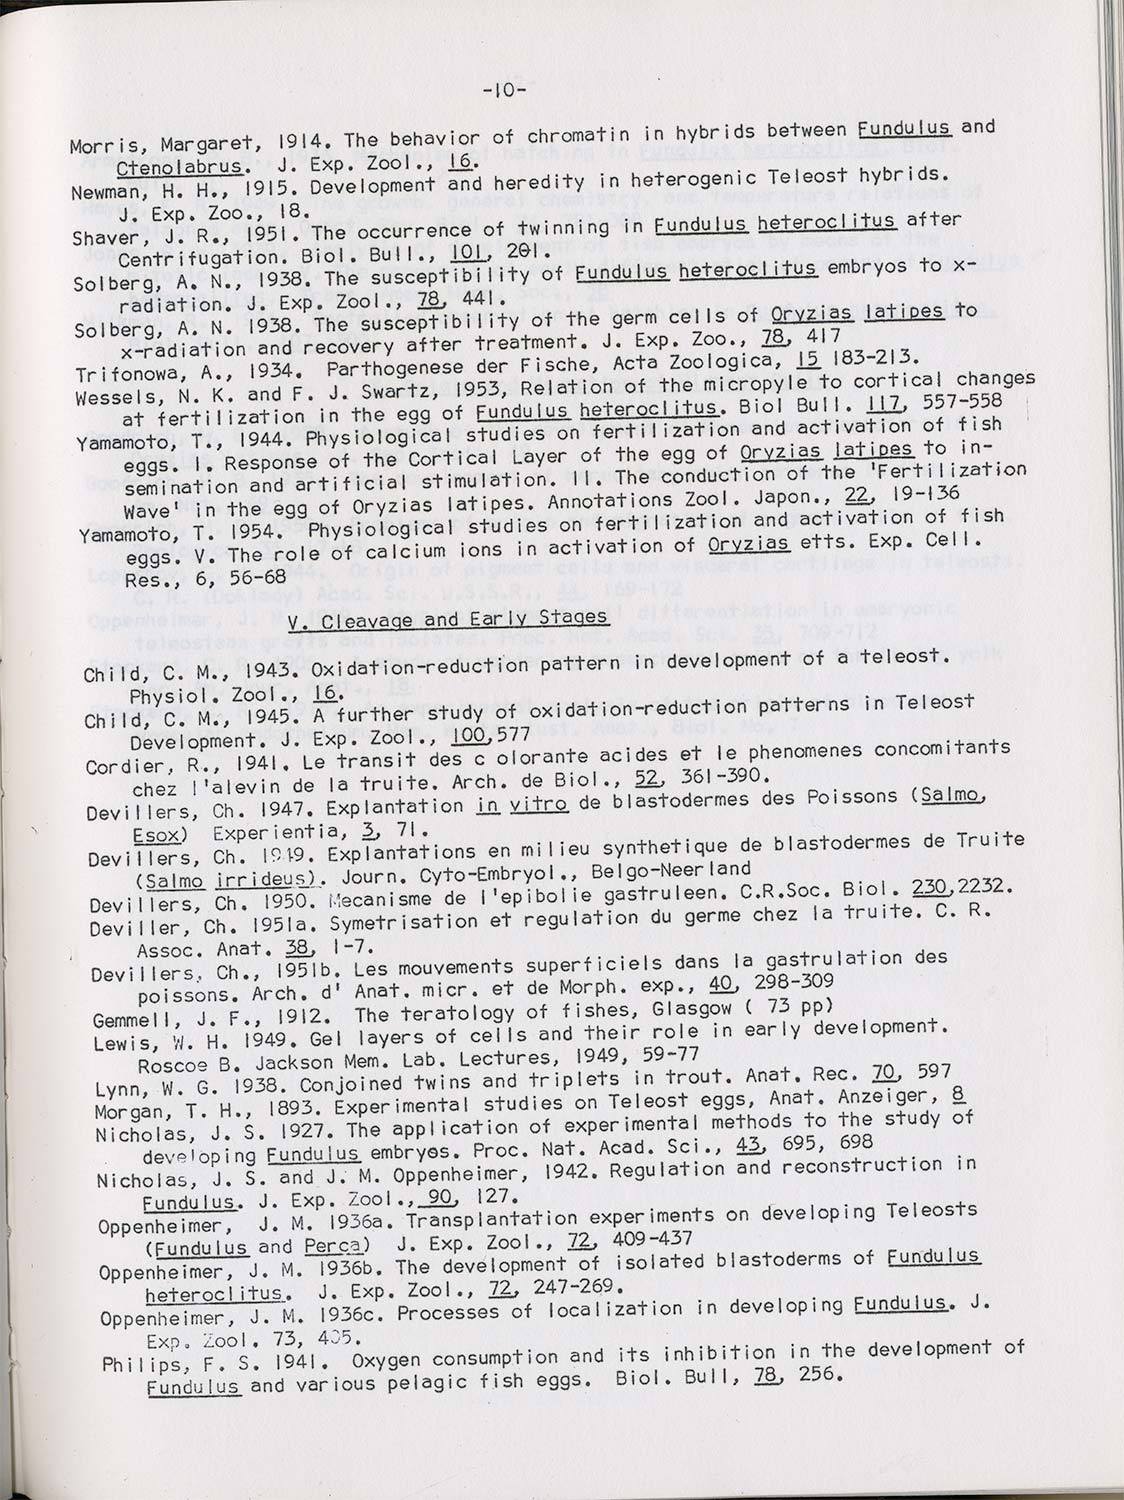 -10-
Morris, Margaret, 1914. The behavior of chromatin in hybrids between Fundulus and
Ctenolabrus. J. Exp. Zool., 16.
Newman, H. H., 1915. Development and heredity in heterogenic Teleost hybrids.
J. Exp. Zoo., 18.
Shaver, J. R., 1951. The occurrence of twinning in Fundulus heteroclitus after
Centrifugation. Biol. Bull., 101, 201.
Solberg, A. N., 1938. The susceptibility of Fundulus heteroclitus embryos to x-
radiation. J. Exp. Zool., 78, 441.
Solberg, A. N. 1938. The susceptibility of the germ cells of Oryzias latipes to
x-radiation and recovery after treatment. J. Exp. Zoo., 78, 417
Trifonowa, A., 1934. Parthogenese der Fische, Acta Zoologica, 15 183-213.
Wessels, N. K. and F. J. Swartz, 1953, Relation of the micropyle to cortical changes
at fertilization in the egg of Fundulus heteroclitus. Biol Bull. 117, 557-558
Yamamoto, T., 1944. Physiological studies on fertilization and activation of fish
eggs. I. Response of the Cortical Layer of the egg of Oryzias latipes to in-
semination and artificial stimulation. II. The conduction of the 'Fertilization
Wave' in the egg of Oryzias latipes. Annotations Zool. Japon., 22, 19-136
Yamamoto, T. 1954. Physiological studies on fertilization and activation of fish
eggs. V. The role of calcium ions in activation of Oryzias etts. Exp. Cell.
Res., 6, 56-68
V. Cleavage and Early Stages
Child, C. M., 1943. Oxidation-reduction pattern in development of a teleost.
Physiol. Zool., 16.
Child, C. M., 1945. A further study of oxidation-reduction patterns in Teleost
Development. J. Exp. Zool., 100,577
Cordier, R., 1941. Le transit des c olorante acides et le phenomenes concomitants
chez l'alevin de la truite. Arch. de Biol., 52, 361-390.
Devillers, Ch. 1947. Explantation in vitro de blastodermes des Poissons (Salmo,
Esox) Experientia, 3, 71.
Devillers, Ch. 1949. Explantations en milieu synthetique de blastodermes de Truite
(Salmo irrideus). Journ. Cyto-Embryol., Belgo-Neerland
Devillers, Ch. 1950. Mecanisme de l'epibolie gastruleen. C.R.Soc. Biol. 230,2232.
Deviller, Ch. 1951a. Symetrisation et regulation du germe chez la truite. C. R.
Assoc. Anat. 38, 1-7.
Devillers, Ch., 1951b. Les mouvements superficiels dans la gastrulation des
poissons. Arch. d' Anat. micr. et de Morph. exp., 40, 298-309
Gemmell, J. F., 1912. The teratology of fishes, Glasgow ( 73 pp)
Lewis, W. H. 1949. Gel layers of cells and their role in early development.
Roscoe B. Jackson Mem. Lab. Lectures, 1949, 59-77
Lynn, W. G. 1938. Conjoined twins and triplets in trout. Anat. Rec. 70, 597
Morgan, T. H., 1893. Experimental studies on Teleost eggs, Anat. Anzeiger, 8
Nicholas, J. S. 1927. The application of experimental methods to the study of
developing Fundulus embryos. Proc. Nat. Acad. Sci., 43, 695, 698
Nicholas, J. S. and J. M. Oppenheimer, 1942. Regulation and reconstruction in
Fundulus. J. Exp. Zool., 90, 127.
Oppenheimer, J. M. 1936a. Transplantation experiments on developing Teleosts
(Fundulus and Perca) J. Exp. Zool., 72, 409-437
Oppenheimer, J. M. 1936b. The development of isolated blastoderms of Fundulus
heteroclitus. J. Exp. Zool., 72, 247-269.
Oppenheimer, J. M. 1936c. Processes of localization in developing Fundulus. J.
Exp. Zool. 73, 405.
Philips, F. S. 1941. Oxygen consumption and its inhibition in the development of
Fundulus and various pelagic fish eggs. Biol. Bull, 78, 256.